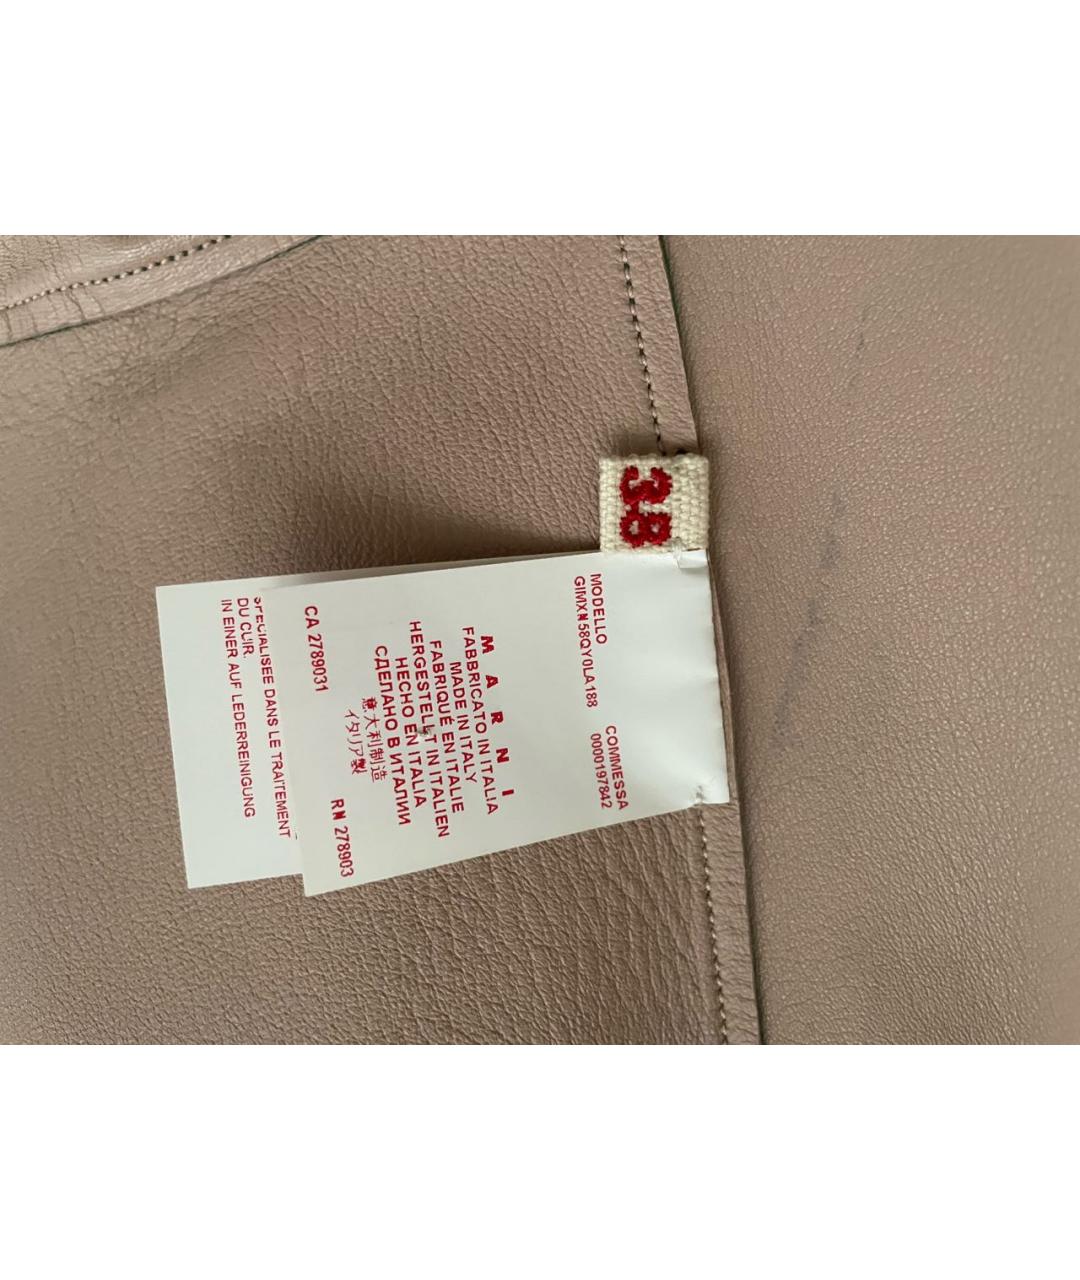 38
MODELLO
GIMXN58QY0LA188
COMMESSA
0000197842
MARNI
FABBRICATO IN ITALIA
MADE IN ITALY
FABRIQUÉ EN ITALIE
HERGESTELLT IN ITALIEN
HECHO EN ITALIA
СДЕЛАНО В ИТАЛИИ
意大利制造
イタリア製
CA 2789031
RN 278903
SPECIALISEE DANS LE TRAITEMENT
DU CUIR.
IN EINER AUF LEDERREINIGUNG